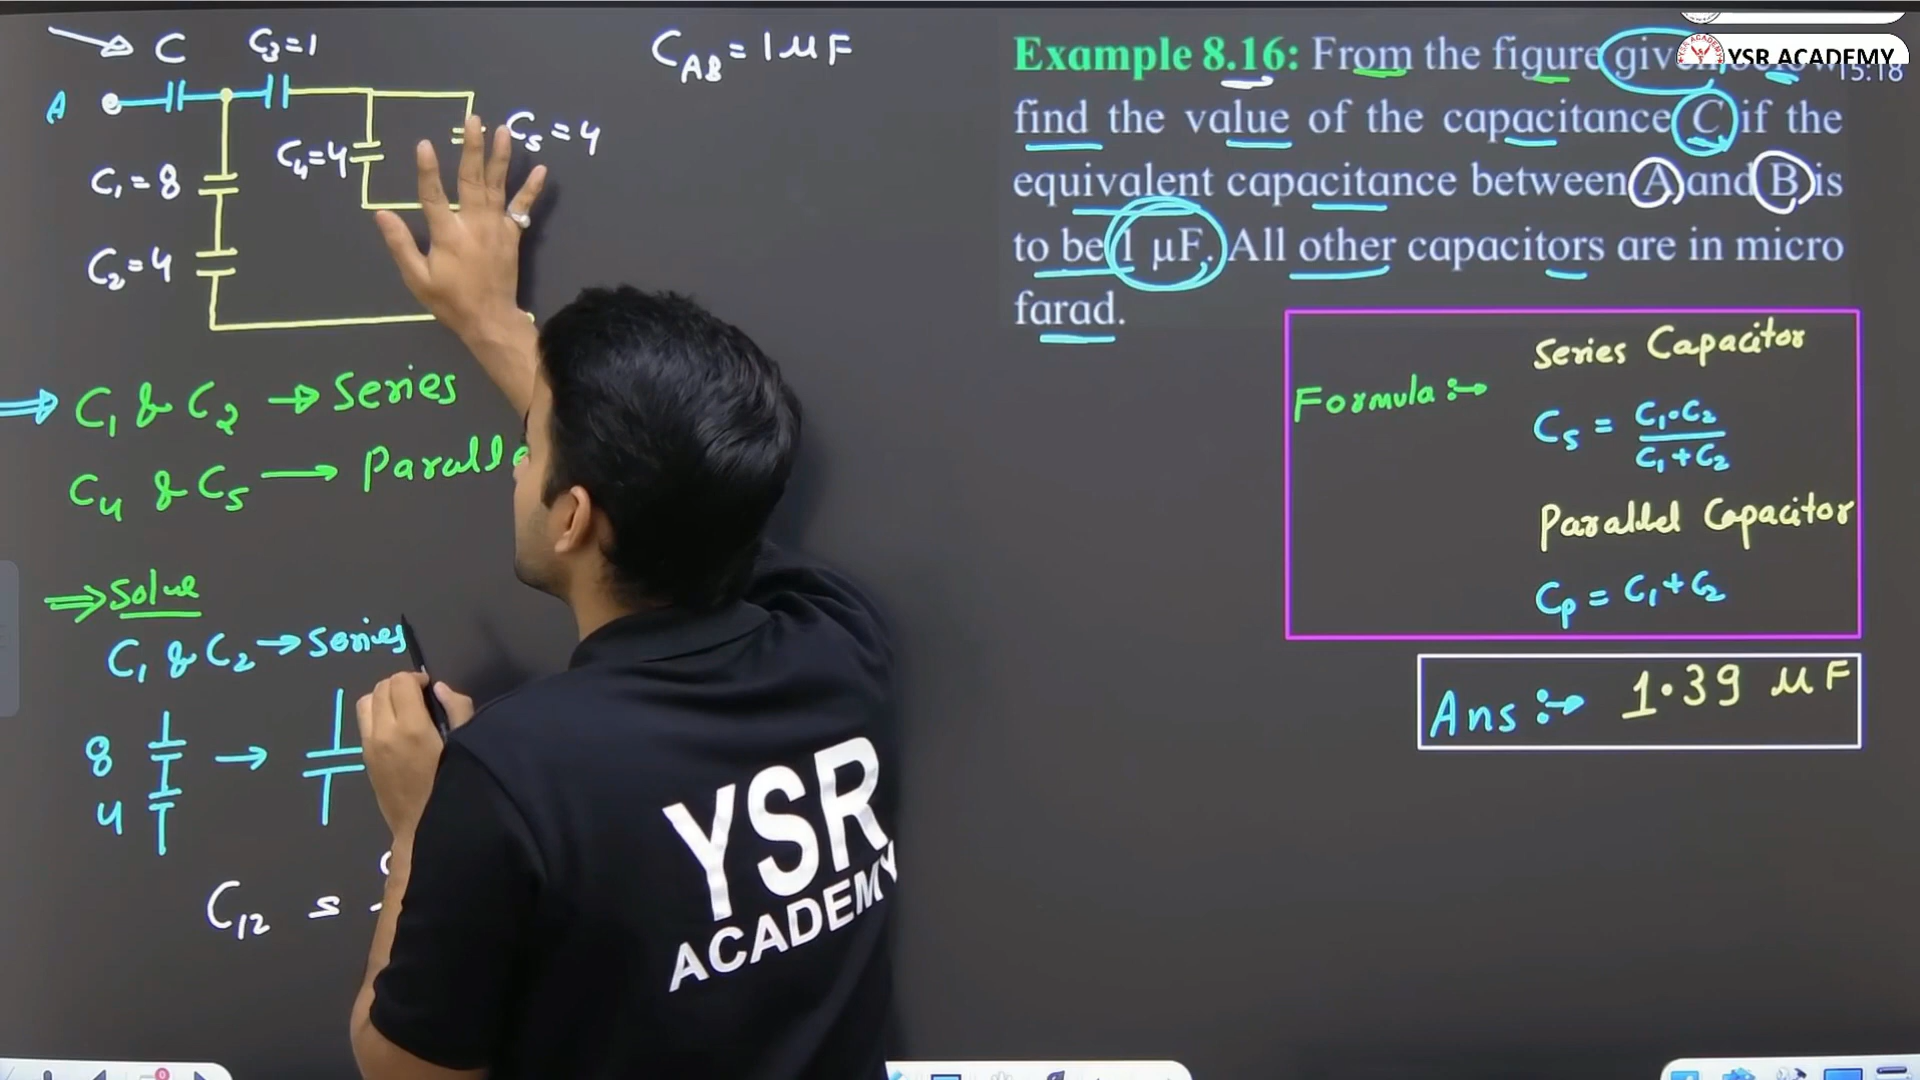 C
C₃=1
C_AB = 1 μF
A
C₁=8
C₄=4
C₅=4
C₂=4
C₁ & C₂ → Series
C₄ & C₅ →
⇒ Solve
C₁ & C₂ → Series
8
4
C₁₂ =
Example 8.16: From the figure
find the value of the capacitance C if the
equivalent capacitance between A and B is
to be 1 μF. All other capacitors are in micro
farad.
YSR ACADEMY
15:18
Formula :→
Series Capacitor
Cs = C₁·C₂ / C₁+C₂
Parallel Capacitor
Cp = C₁+C₂
Ans :→ 1.39 μF
YSR
ACADEMY